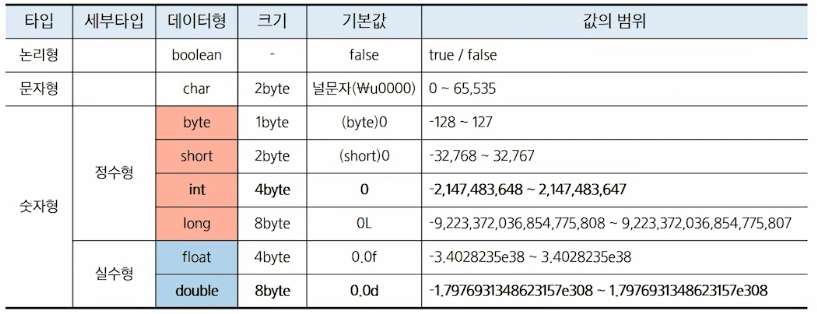 타입 세부타입 데이터형 크기 기본값 값의 범위
논리형 boolean - false true / false
문자형 char 2byte 널문자(₩u0000) 0 ~ 65,535
숫자형 정수형 byte 1byte (byte)0 -128 ~ 127
short 2byte (short)0 -32,768 ~ 32,767
int 4byte 0 -2,147,483,648 ~ 2,147,483,647
long 8byte 0L -9,223,372,036,854,775,808 ~ 9,223,372,036,854,775,807
실수형 float 4byte 0.0f -3.4028235e38 ~ 3.4028235e38
double 8byte 0.0d -1.7976931348623157e308 ~ 1.7976931348623157e308